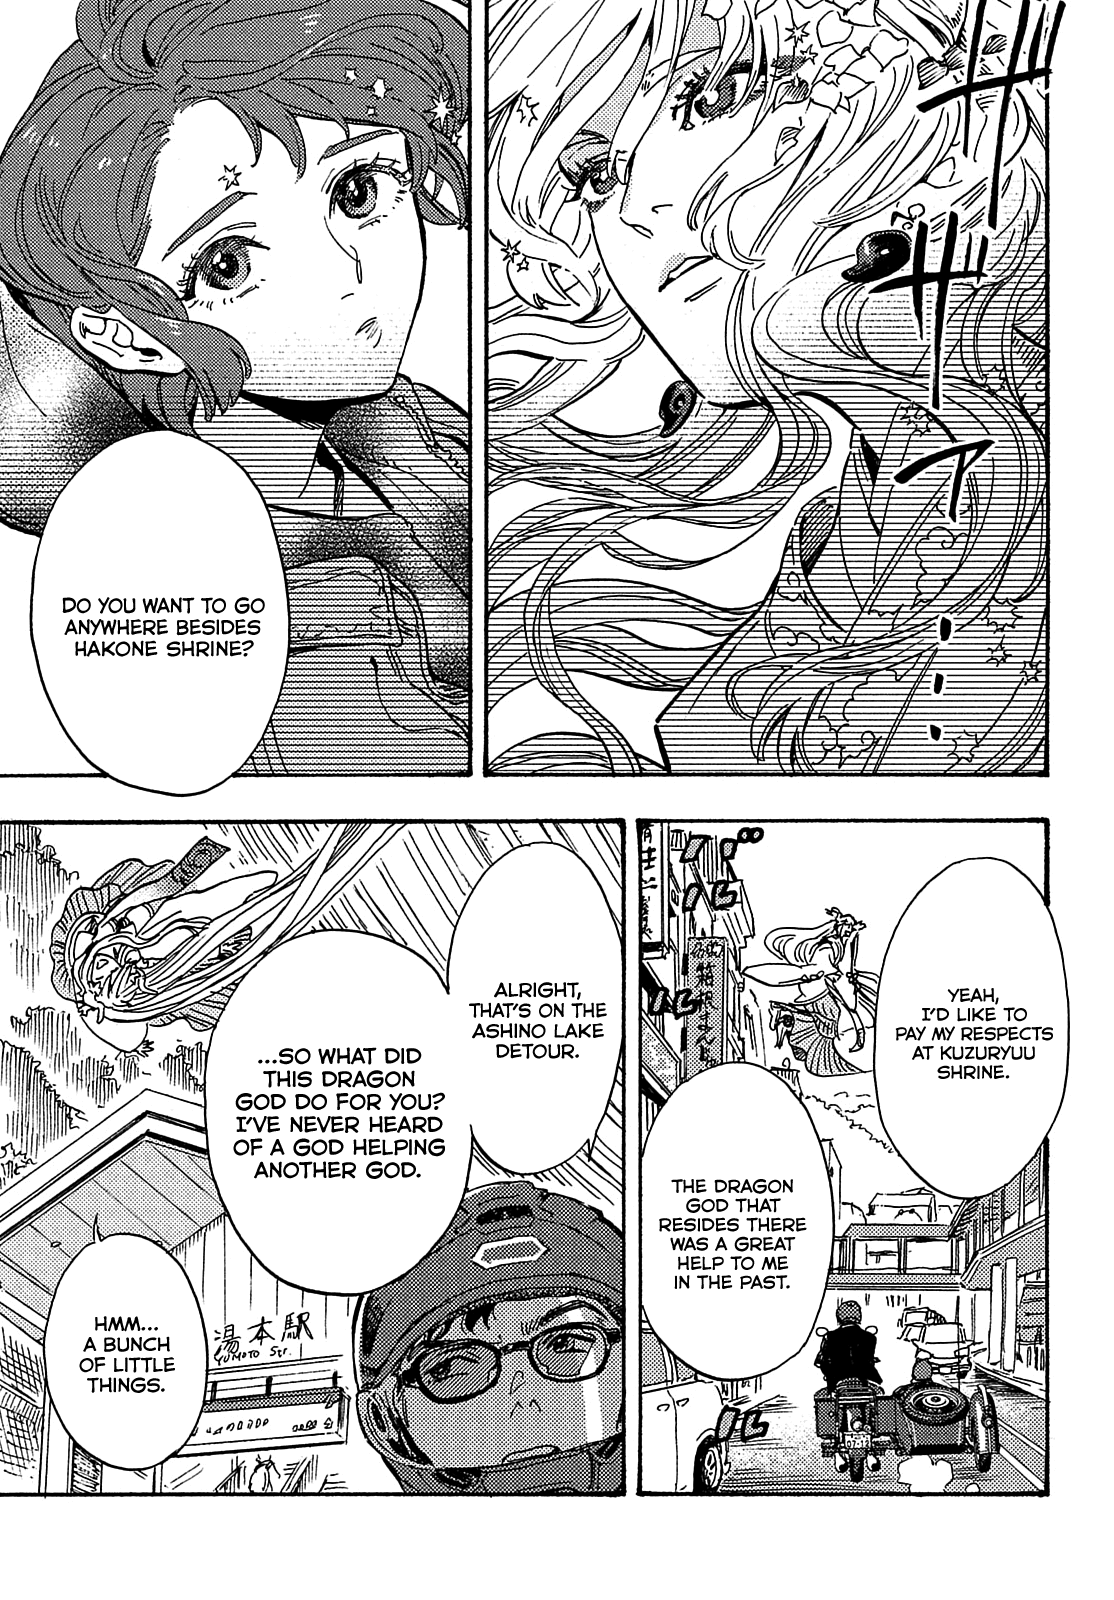 ザザァ・・・
DO YOU WANT TO GO
ANYWHERE BESIDES
HAKONE SHRINE?
YEAH,
I'D LIKE TO
PAY MY RESPECTS
AT KUZURYUU
SHRINE.
THE DRAGON
GOD THAT
RESIDES THERE
WAS A GREAT
HELP TO ME
IN THE PAST.
ALRIGHT,
THAT'S ON THE
ASHINO LAKE
DETOUR.
...SO WHAT DID
THIS DRAGON
GOD DO FOR YOU?
I'VE NEVER HEARD
OF A GOD HELPING
ANOTHER GOD.
湯本駅
YUMOTO St.
HMM...
A BUNCH
OF LITTLE
THINGS.